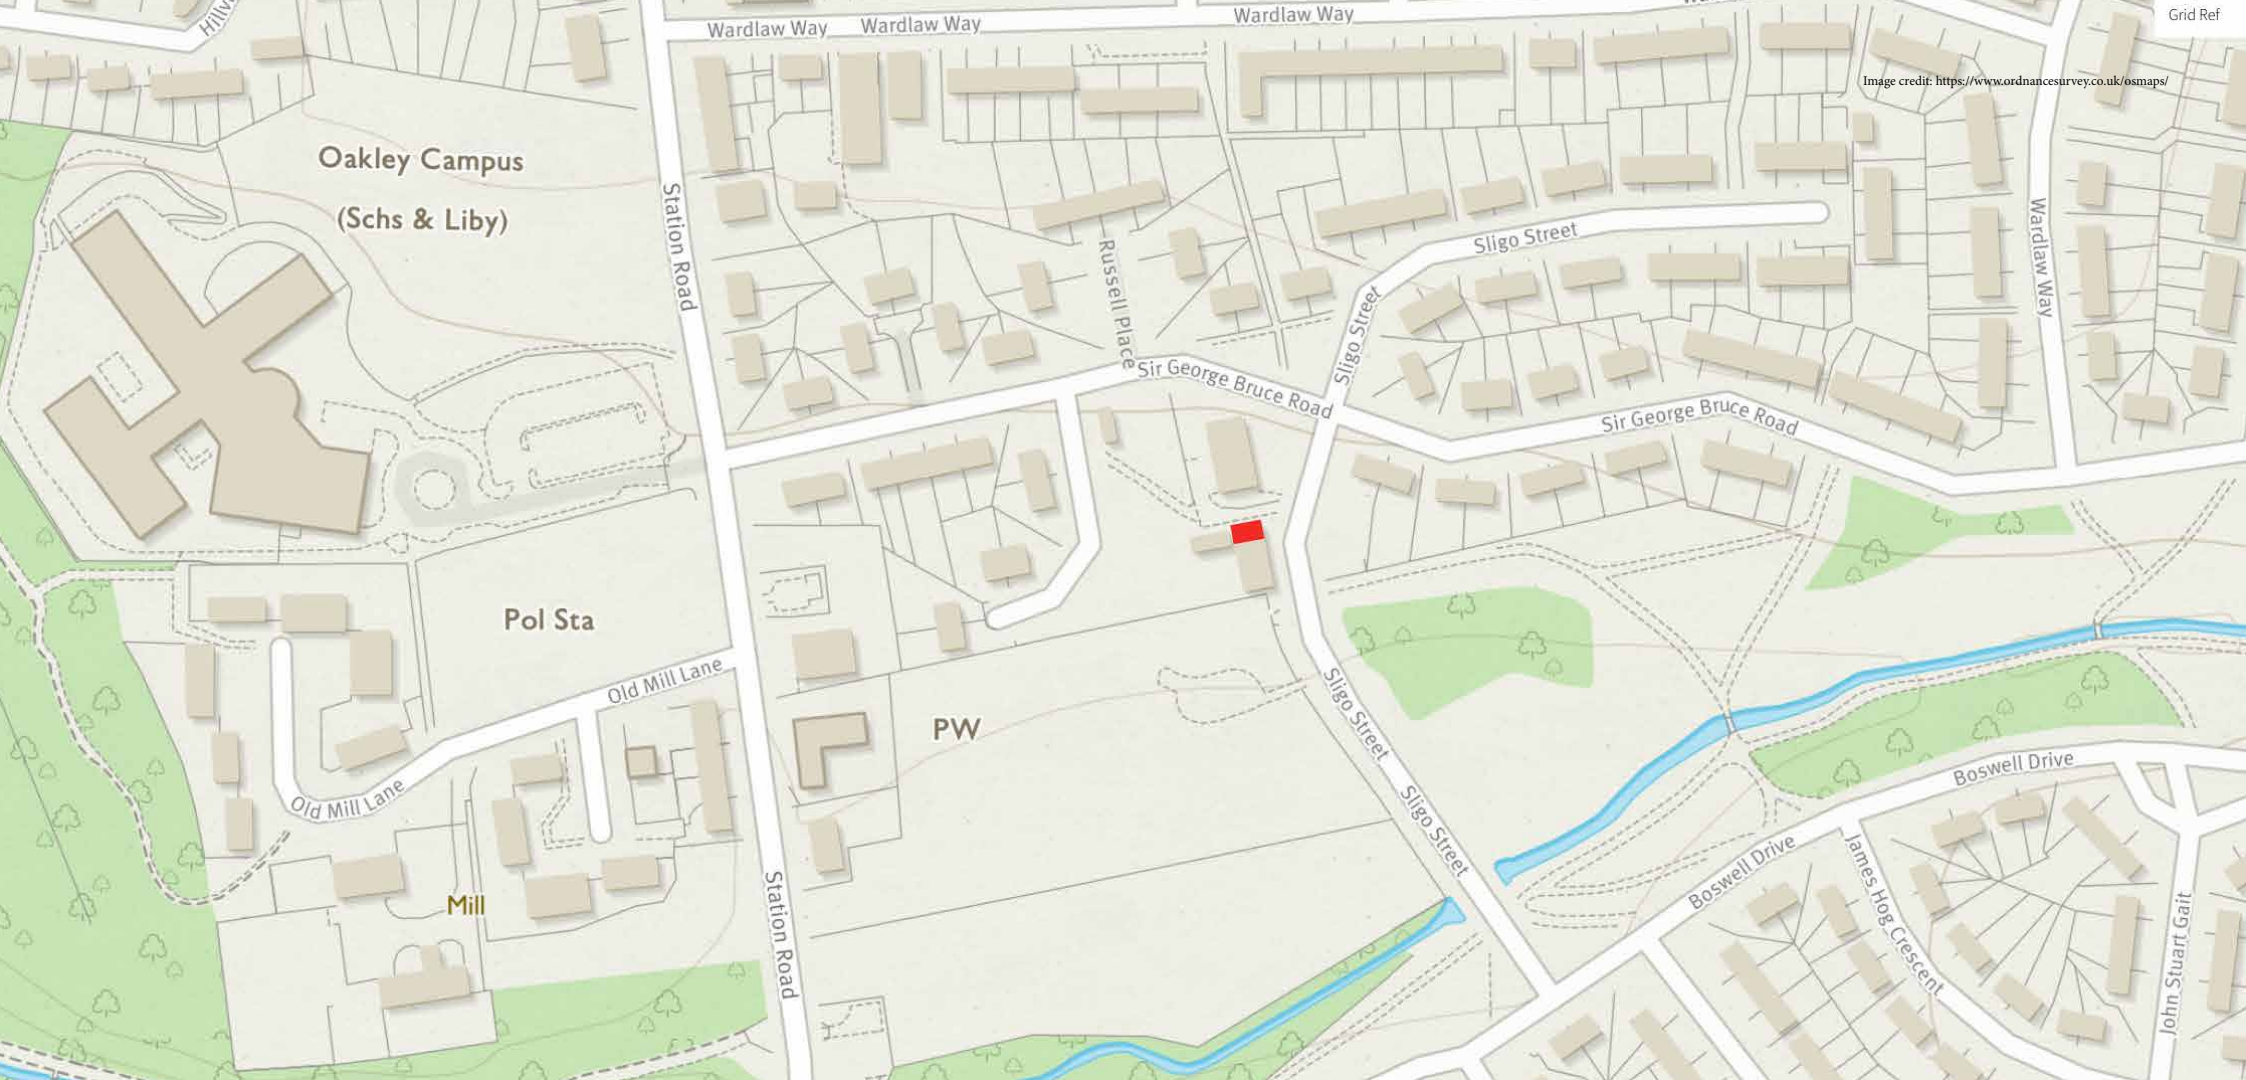 Wardlaw Way
Wardlaw Way
Wardlaw Way
Grid Ref
Image credit: https://www.ordnancesurvey.co.uk/osmaps/
Oakley Campus
(Schs & Liby)
Station Road
Russell Place
Sligo Street
Sligo Street
Wardlaw Way
Sir George Bruce Road
Sir George Bruce Road
Pol Sta
Old Mill Lane
PW
Sligo Street
Sligo Street
Old Mill Lane
Boswell Drive
Boswell Drive
Mill
Station Road
James Hog Crescent
John Stuart Gait